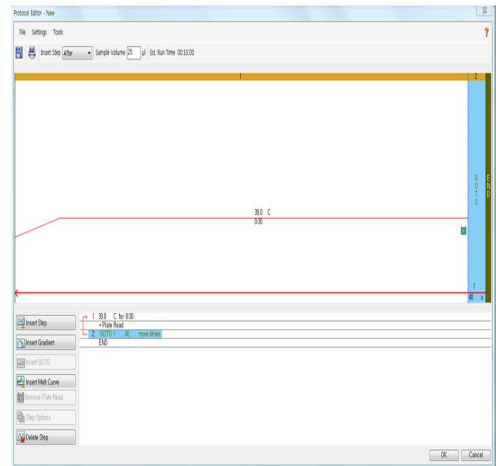 Protocol Editor - New
File Settings Tools
?
Insert Step After Sample Volume 25 µl Est. Run Time 00:33:00
1 2
39.0 C
0:30
GOTO
END
1
40 x
Insert Step
Insert Gradient
Insert GOTO
Insert Melt Curve
Remove Plate Read
Step Options
Delete Step
1 39.0 C for 0:30
+ Plate Read
2 GOTO 1 , 40 more times
END
OK Cancel